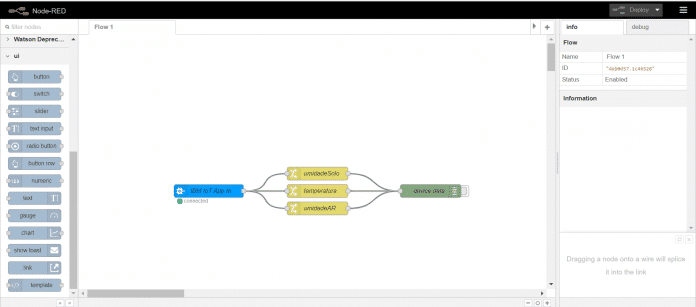 Node-RED
Deploy
filter nodes
Flow 1
info
debug
Watson Deprec...
ui
button
switch
slider
text input
radio button
button row
numeric
text
gauge
chart
show toast
link
template
IBM IoT App In
connected
umidadeSolo
temperatura
umidadeAR
device data
Flow
Name
Flow 1
ID
Status
Enabled
Information
Dragging a node onto a wire will splice
it into the link